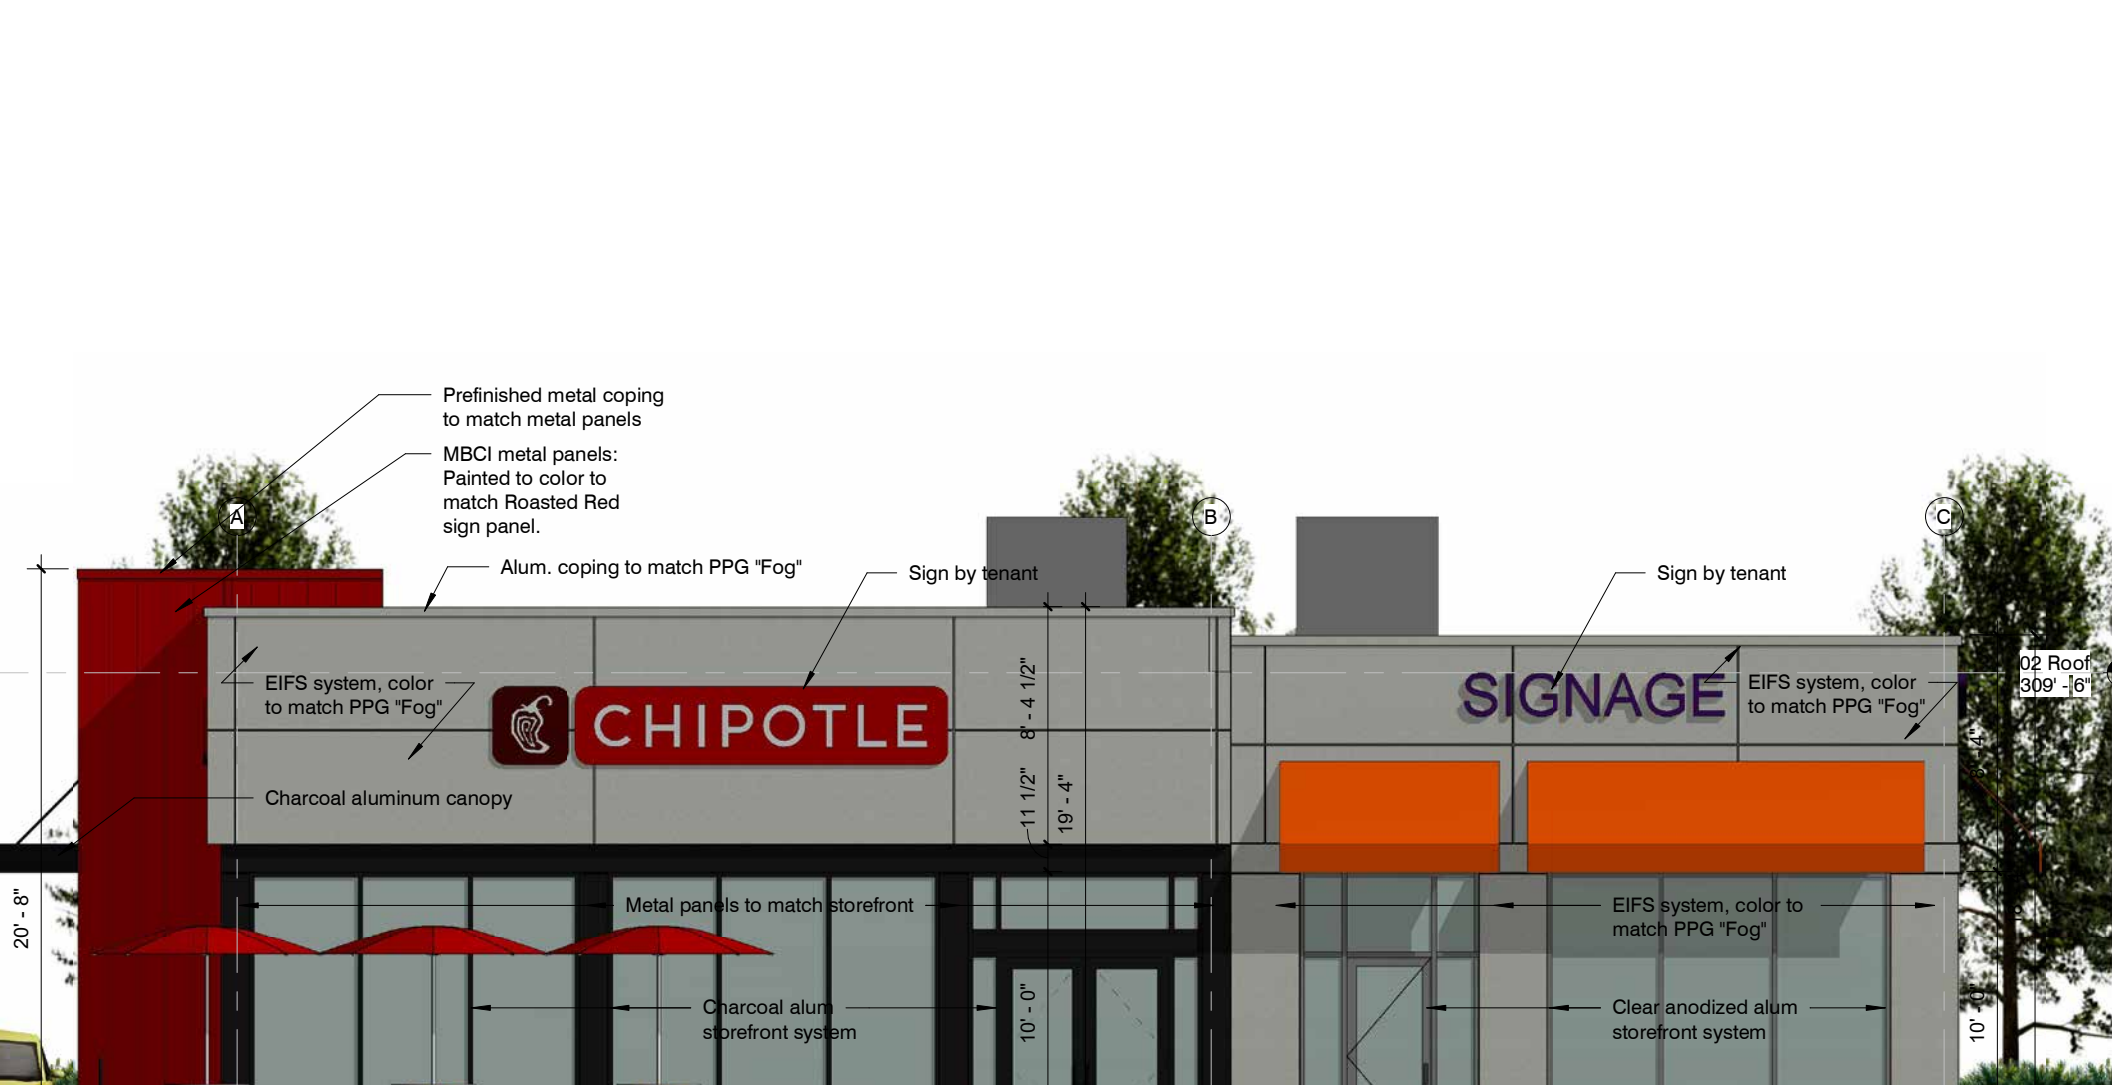 Prefinished metal coping
to match metal panels
MBCI metal panels:
Painted to color to
match Roasted Red
sign panel.
A
B
C
Alum. coping to match PPG "Fog"
Sign by tenant
Sign by tenant
02 Roof
309' - 6"
EIFS system, color
to match PPG "Fog"
CHIPOTLE
8' - 4 1/2"
SIGNAGE
EIFS system, color
to match PPG "Fog"
8' - 4"
Charcoal aluminum canopy
11 1/2"
19' - 4"
20' - 8"
Metal panels to match storefront
EIFS system, color to
match PPG "Fog"
Charcoal alum
storefront system
10' - 0"
Clear anodized alum
storefront system
10' - 0"